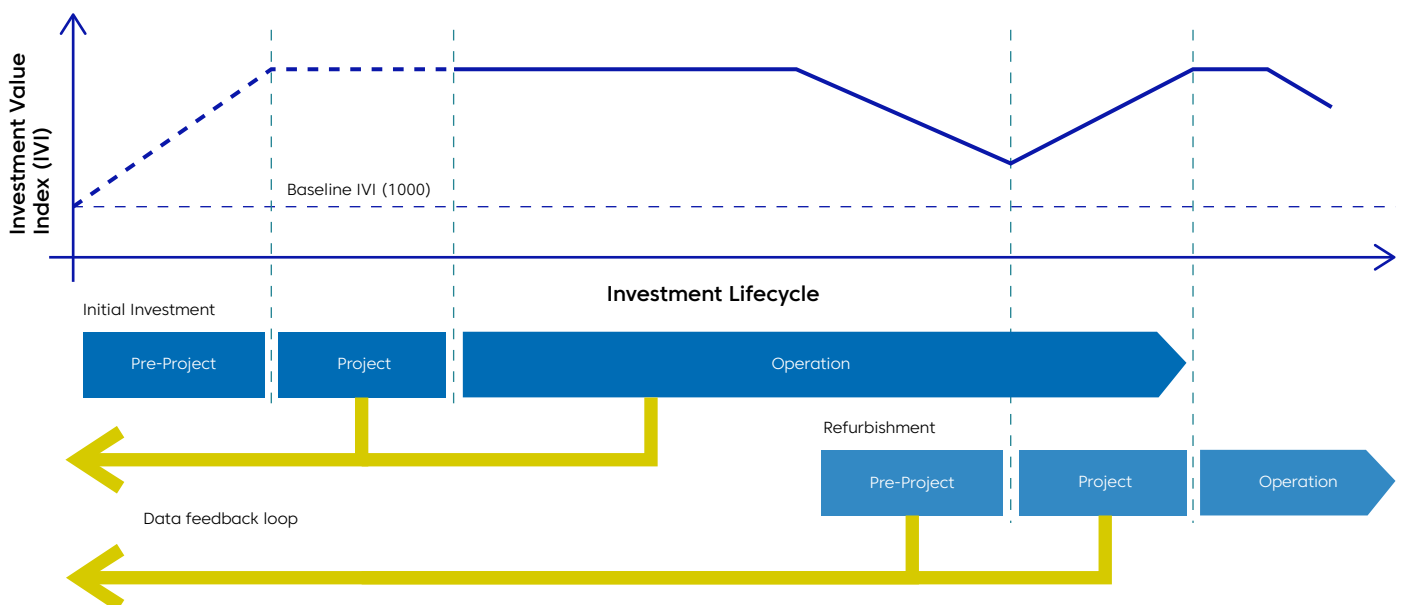 Investment Value
Index (IVI)
Baseline IVI (1000)
Investment Lifecycle
Initial Investment
Pre-Project
Project
Operation
Refurbishment
Pre-Project
Project
Operation
Data feedback loop